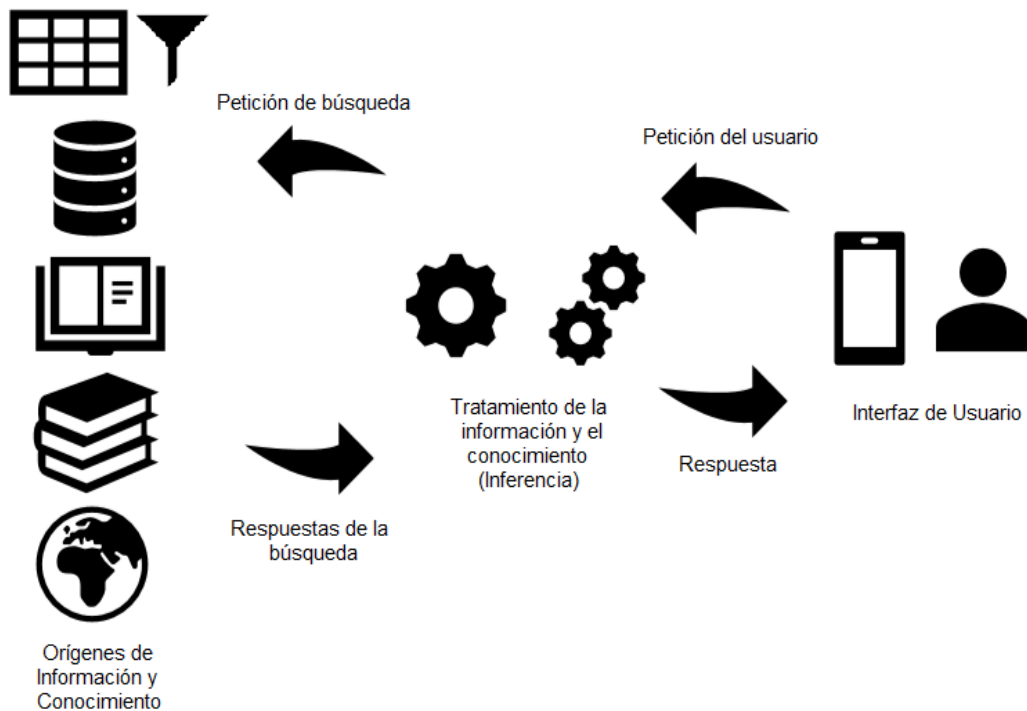 Petición de búsqueda
Petición del usuario
Tratamiento de la
información y el
conocimiento
(Inferencia)
Interfaz de Usuario
Respuesta
Respuestas de la
búsqueda
Orígenes de
Información y
Conocimiento